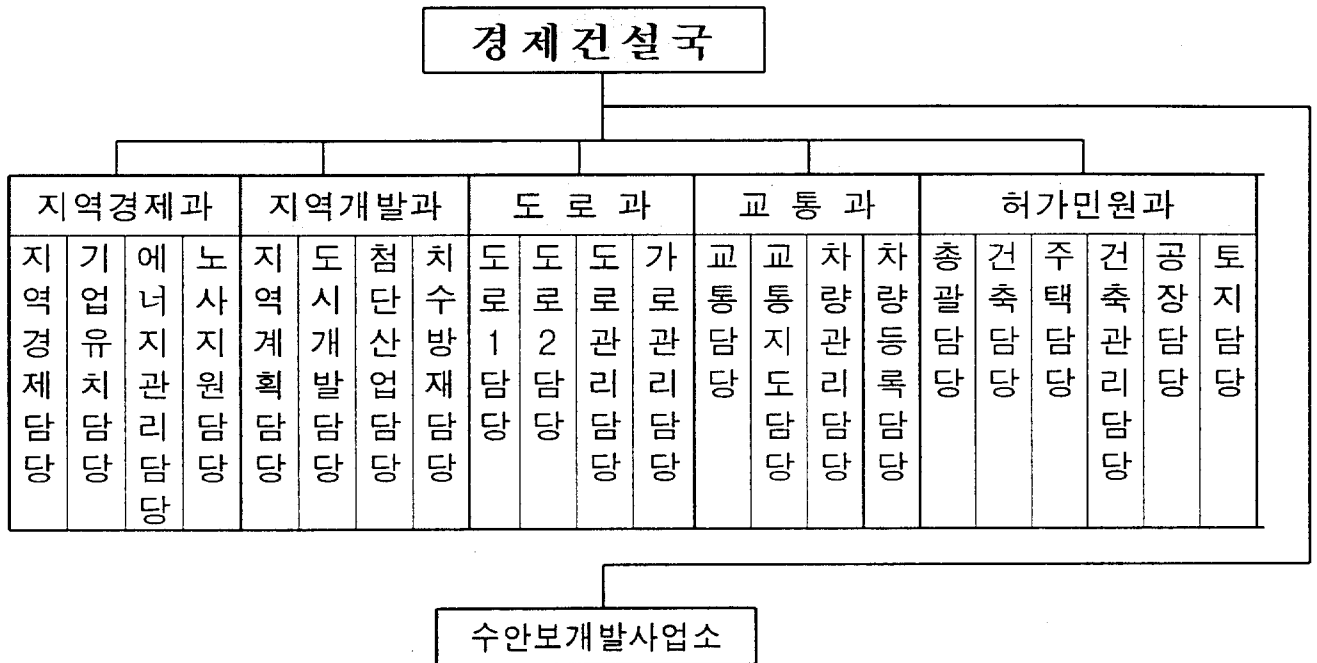 경제건설국
지역경제과
지역경제담당
기업유치담당
에너지관리담당
노사지원담당
지역개발과
지역계획담당
도시개발담당
첨단산업담당
치수방재담당
도로과
도로1담당
도로2담당
도로관리담당
가로관리담당
교통과
교통담당
교통지도담당
차량관리담당
차량등록담당
허가민원과
총괄담당
건축담당
주택담당
건축관리담당
공장담당
토지담당
수안보개발사업소